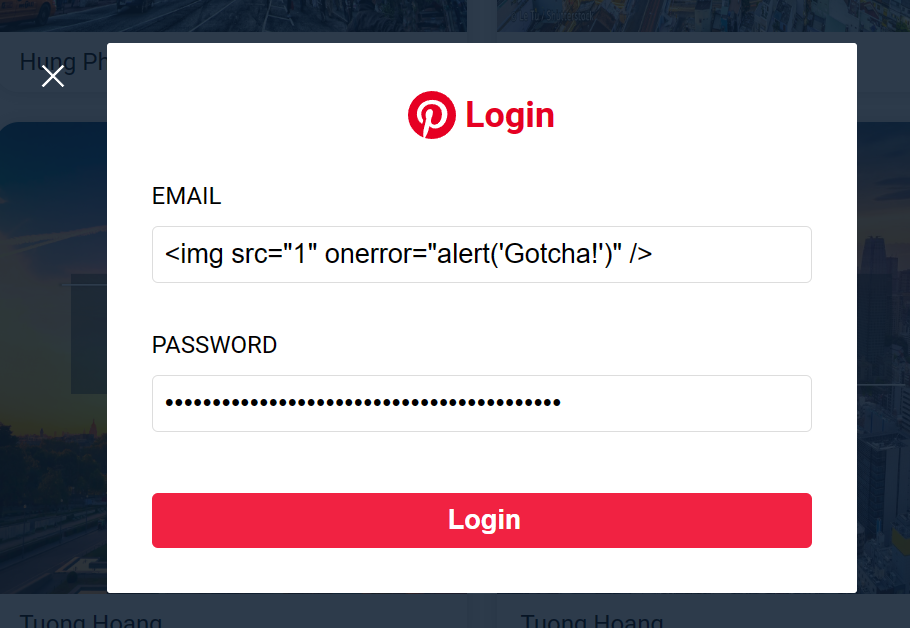 Hung Ph
Login
EMAIL
<img src="1" onerror="alert('Gotcha!')" />
PASSWORD
••••••••••••••••••••••••••••••••••••••••••
Login
Tuong Hoang
Tuong Hoang